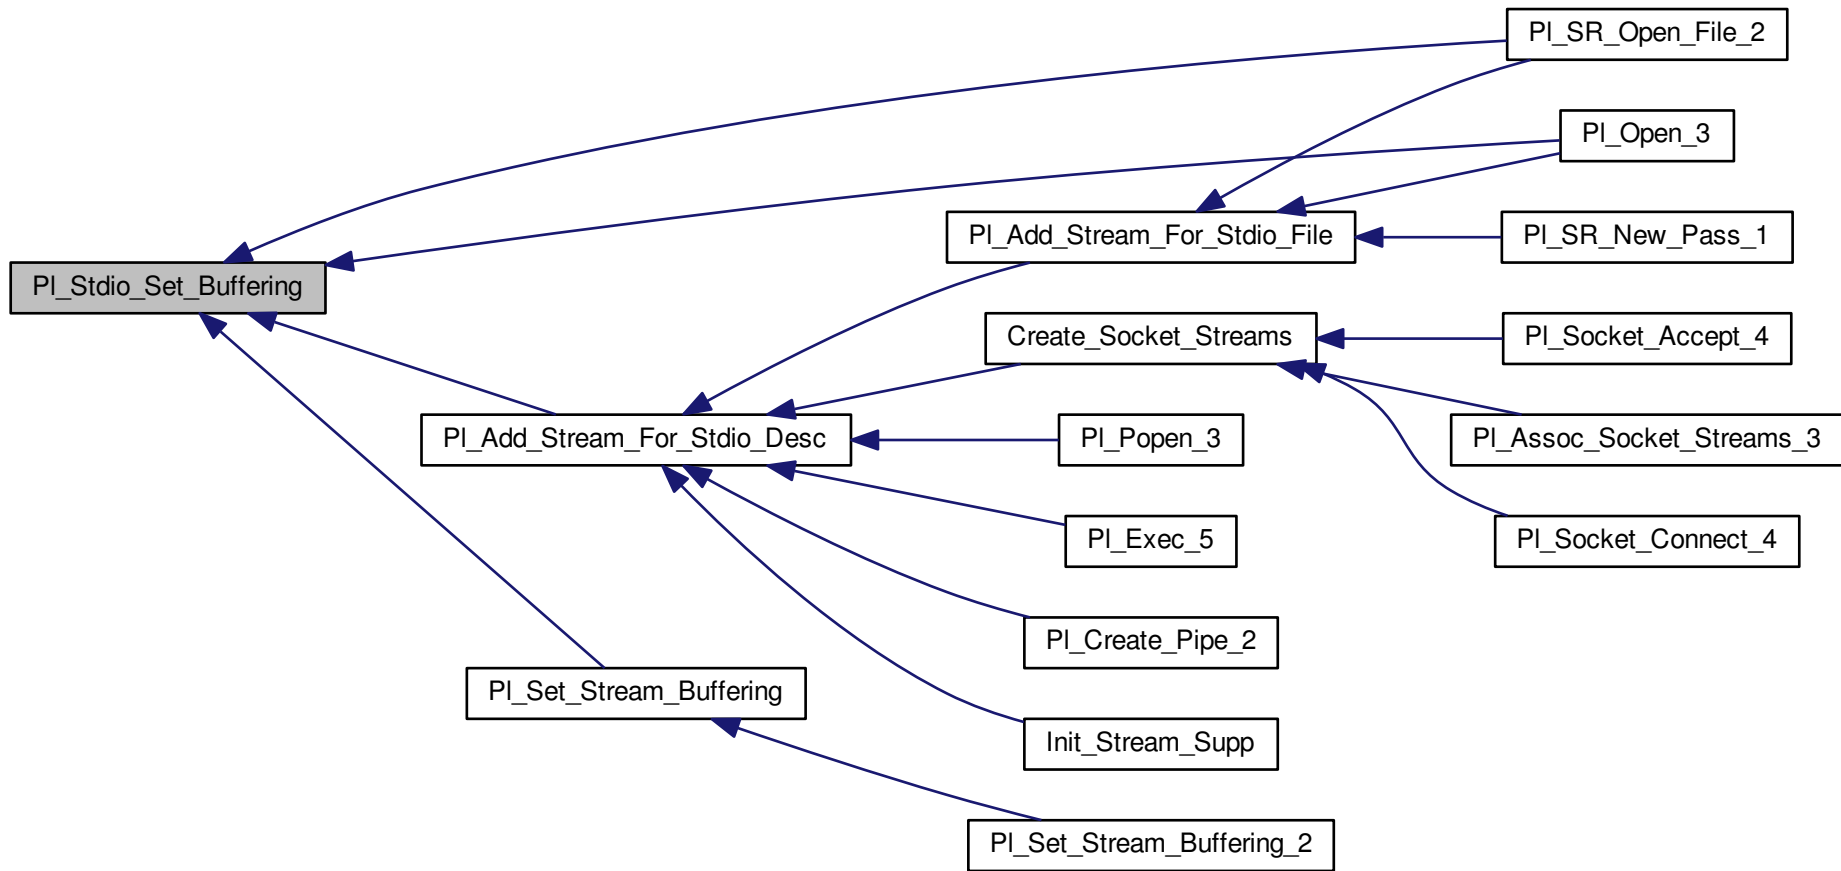 Pl_SR_Open_File_2
Pl_Open_3
Pl_Add_Stream_For_Stdio_File
Pl_SR_New_Pass_1
Pl_Stdio_Set_Buffering
Create_Socket_Streams
Pl_Socket_Accept_4
Pl_Add_Stream_For_Stdio_Desc
Pl_Popen_3
Pl_Assoc_Socket_Streams_3
Pl_Exec_5
Pl_Socket_Connect_4
Pl_Create_Pipe_2
Pl_Set_Stream_Buffering
Init_Stream_Supp
Pl_Set_Stream_Buffering_2